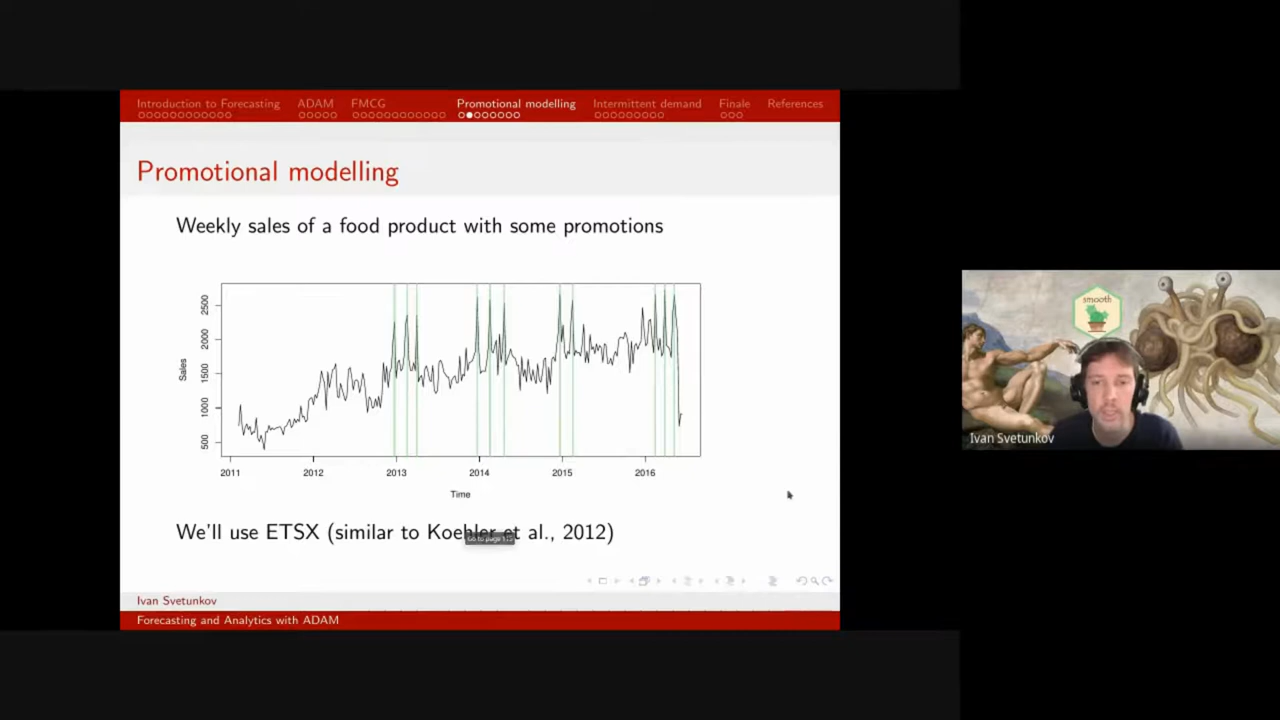 Introduction to Forecasting ADAM FMCG Promotional modelling Intermittent demand Finale References
Promotional modelling
Weekly sales of a food product with some promotions
2500
2000
1500
1000
500
Sales
2011 2012 2013 2014 2015 2016
Time
We'll use ETSX (similar to Koehler et al., 2012)
Ivan Svetunkov
Forecasting and Analytics with ADAM
smooth
Ivan Svetunkov